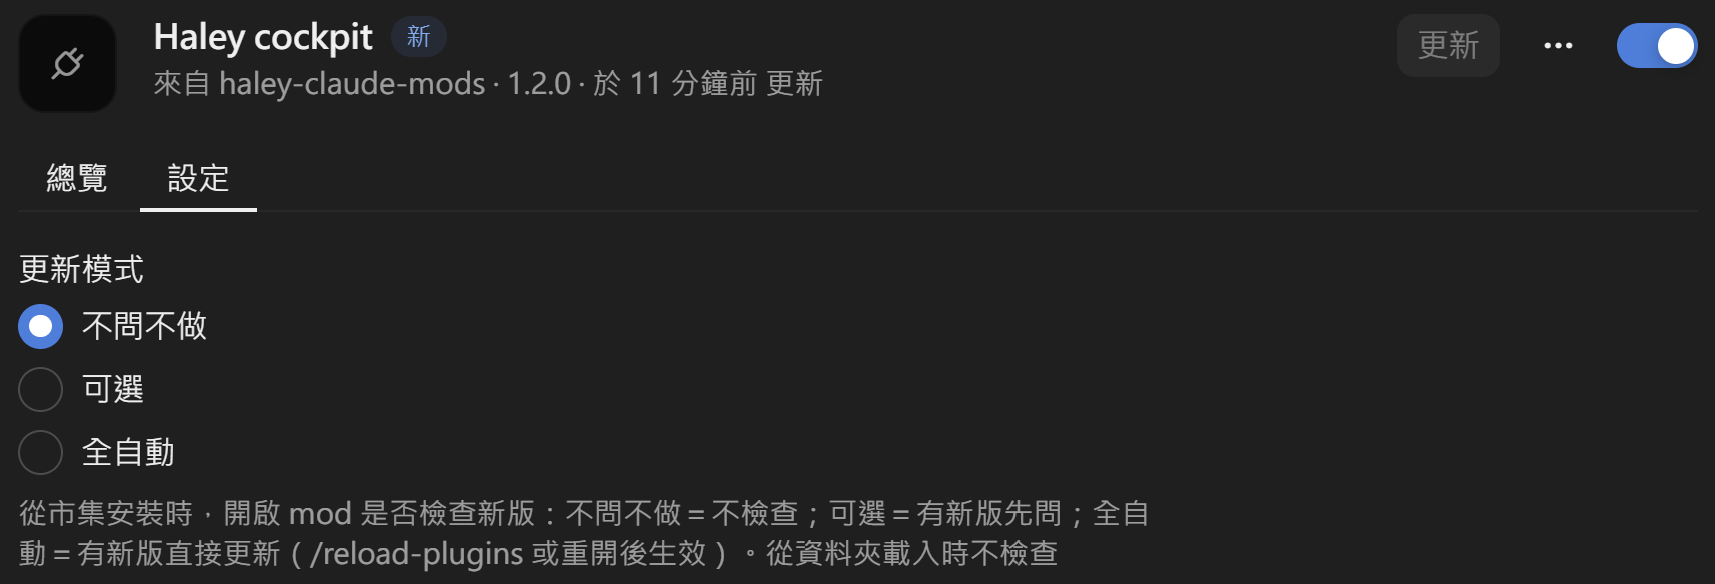 Haley cockpit 新
來自 haley-claude-mods · 1.2.0 · 於 11 分鐘前 更新
更新
總覽 設定
更新模式
不問不做
可選
全自動
從市集安裝時，開啟 mod 是否檢查新版：不問不做＝不檢查；可選＝有新版先問；全自
動＝有新版直接更新（/reload-plugins 或重開後生效）。從資料夾載入時不檢查